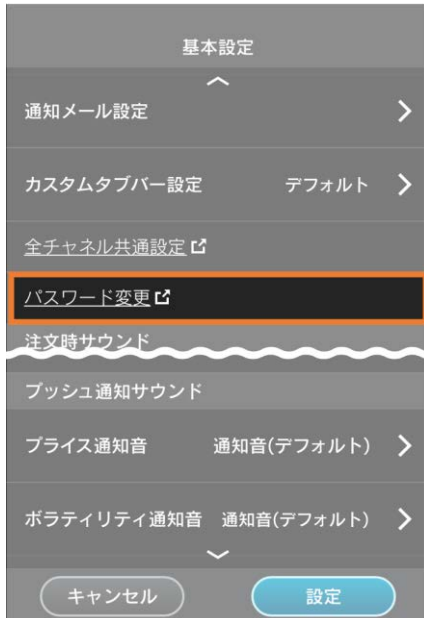 基本設定
通知メール設定
カスタムタブバー設定 デフォルト
全チャネル共通設定
パスワード変更
注文時サウンド
プッシュ通知サウンド
プライス通知音 通知音(デフォルト)
ボラティリティ通知音 通知音(デフォルト)
キャンセル 設定